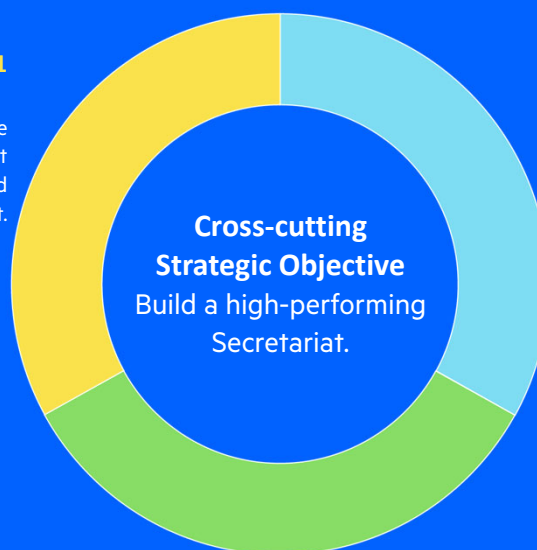 Cross-cutting
Strategic Objective
Build a high-performing
Secretariat.